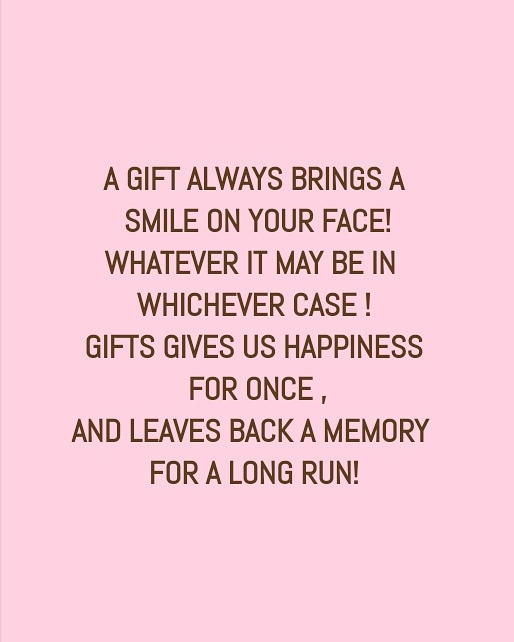 A GIFT ALWAYS BRINGS A
SMILE ON YOUR FACE!
WHATEVER IT MAY BE IN
WHICHEVER CASE !
GIFTS GIVES US HAPPINESS
FOR ONCE ,
AND LEAVES BACK A MEMORY
FOR A LONG RUN!